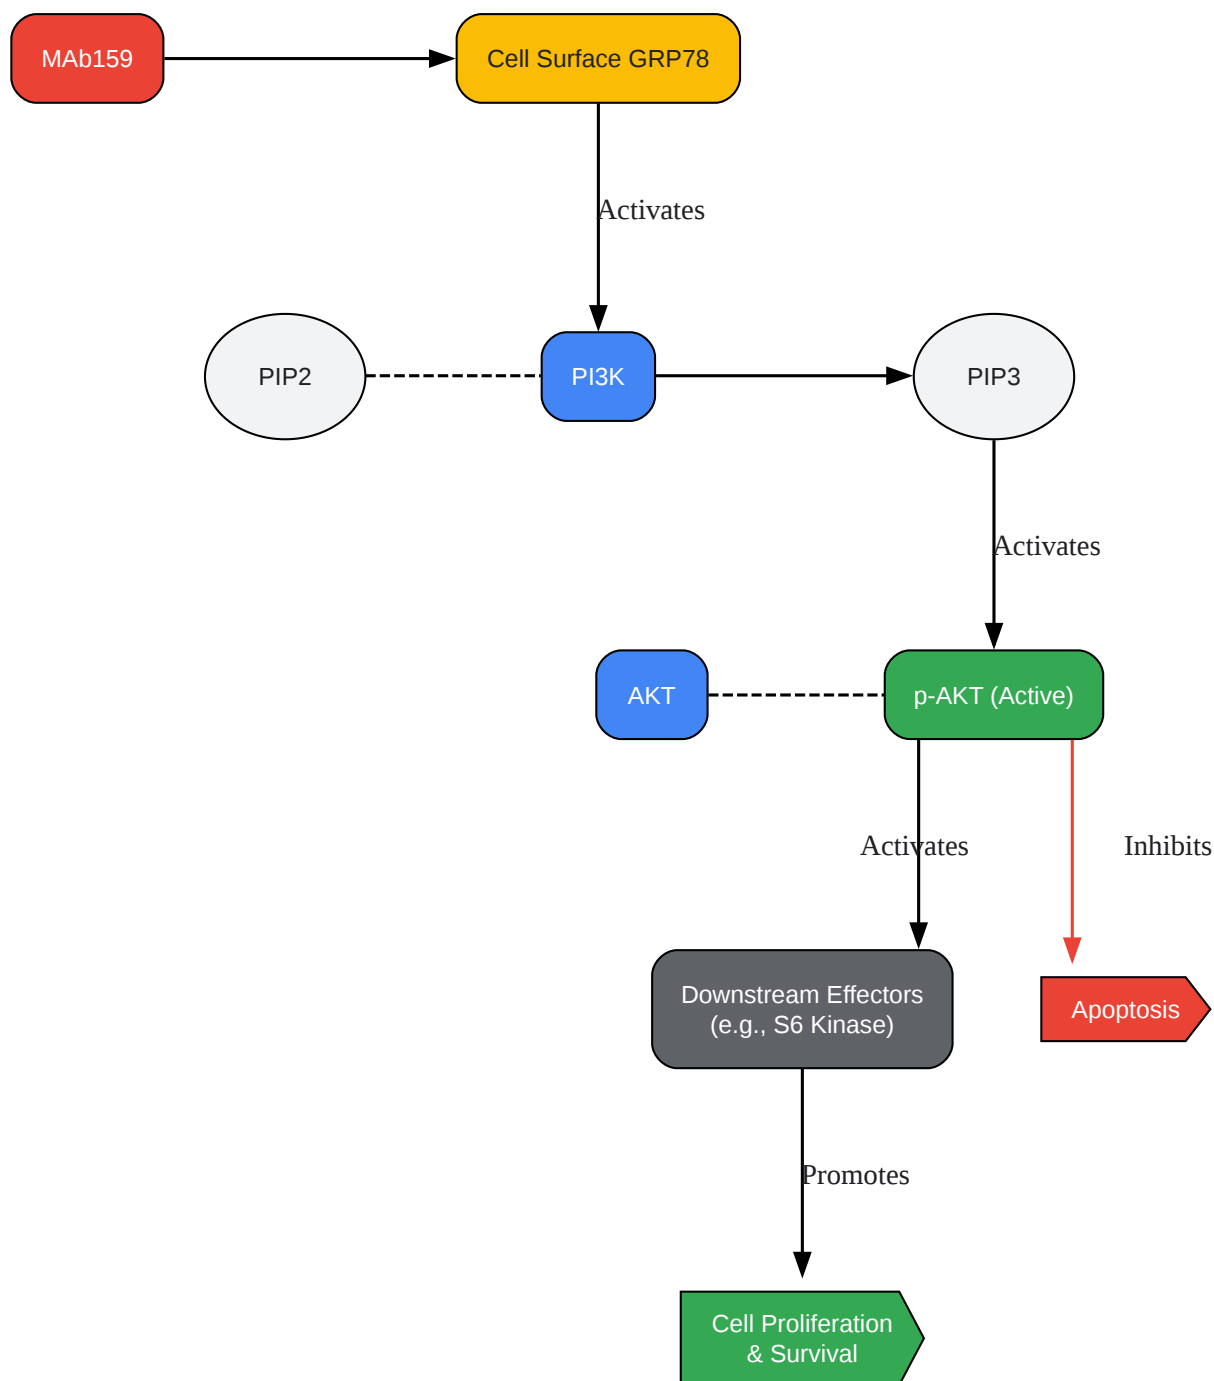 MAb159
Cell Surface GRP78
Activates
PIP2
PI3K
PIP3
Activates
AKT
p-AKT (Active)
Activates
Inhibits
Downstream Effectors
(e.g., S6 Kinase)
Apoptosis
Promotes
Cell Proliferation
& Survival